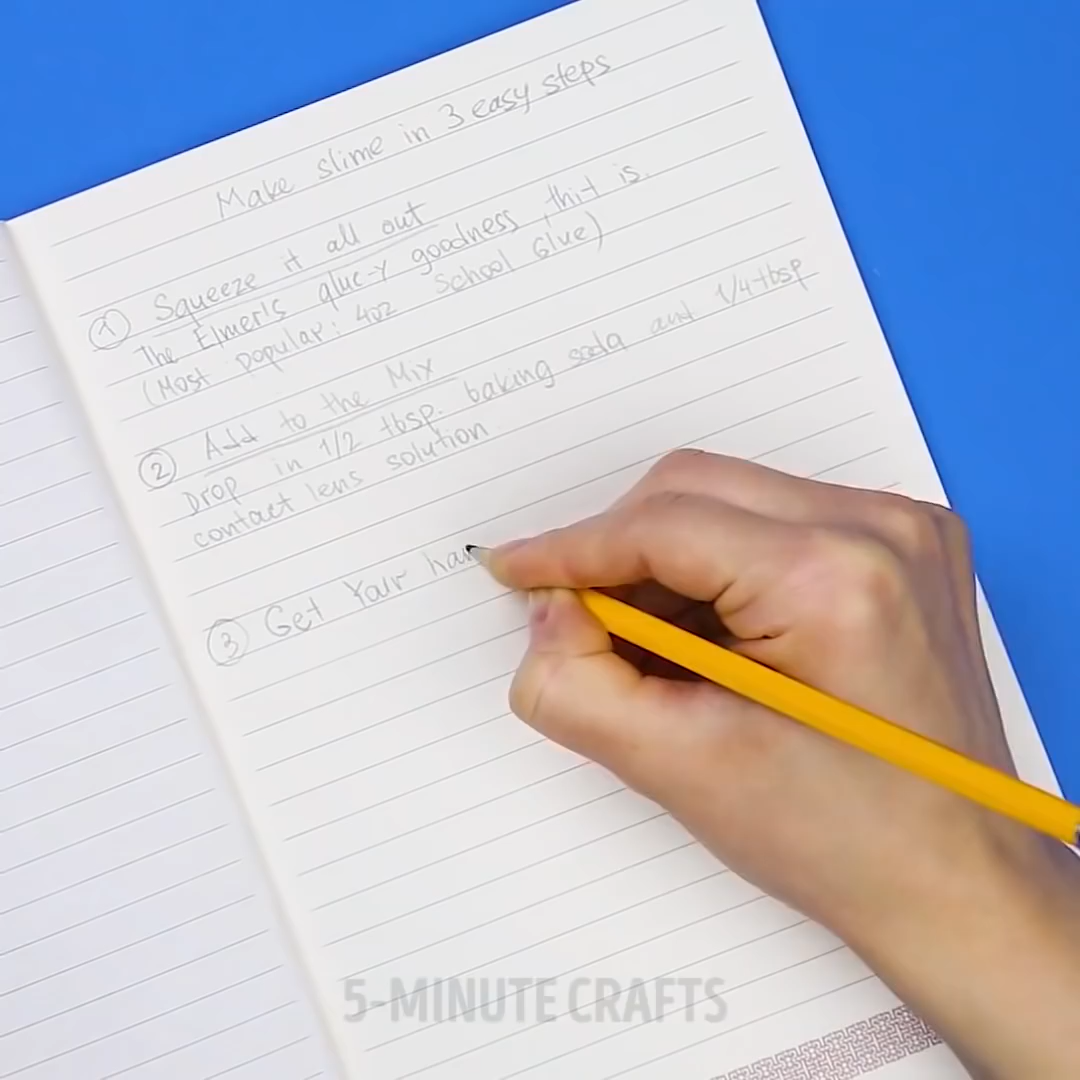 Make slime in 3 easy steps
① Squeeze it all out
The Elmer's glue-y goodness, thi-t is.
(Most popular: 4oz School Glue)
② Add to the Mix
Drop in 1/2 tbsp. baking soda and 1/4 tbsp
contact lens solution
③ Get Your han
5-MINUTE CRAFTS